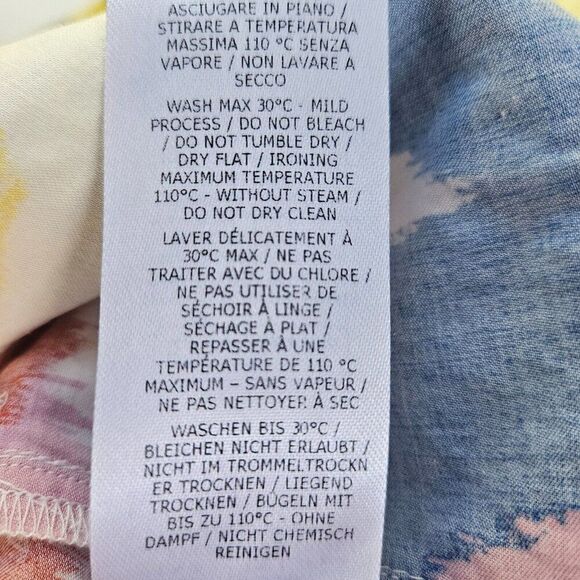 ASCIUGARE IN PIANO /
STIRARE A TEMPERATURA
MASSIMA 110 °C SENZA
VAPORE / NON LAVARE A
SECCO
WASH MAX 30°C - MILD
PROCESS / DO NOT BLEACH
/ DO NOT TUMBLE DRY /
DRY FLAT / IRONING
MAXIMUM TEMPERATURE
110°C - WITHOUT STEAM /
DO NOT DRY CLEAN
LAVER DÉLICATEMENT À
30°C MAX / NE PAS
TRAITER AVEC DU CHLORE /
NE PAS UTILISER DE
SÉCHOIR À LINGE /
SÉCHAGE À PLAT /
REPASSER À UNE
TEMPÉRATURE DE 110 °C
MAXIMUM – SANS VAPEUR /
NE PAS NETTOYER À SEC
WASCHEN BIS 30°C /
BLEICHEN NICHT ERLAUBT /
NICHT IM TROMMELTROCKN
ER TROCKNEN / LIEGEND
TROCKNEN / BÜGELN MIT
BIS ZU 110°C - OHNE
DAMPF / NICHT CHEMISCH
REINIGEN